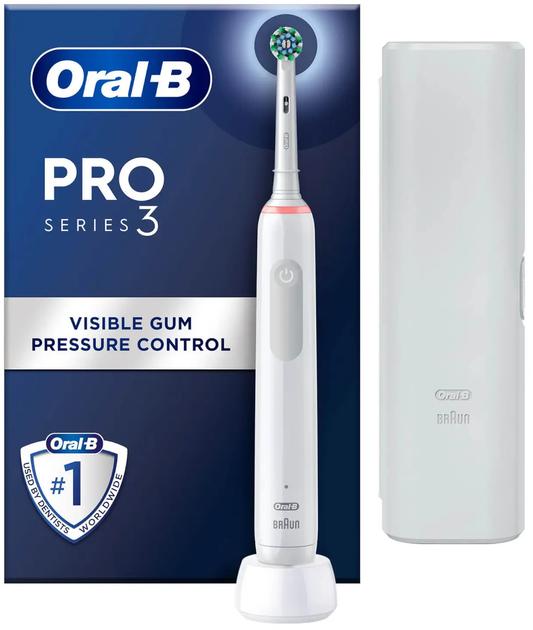 Oral-B
PRO
SERIES 3
VISIBLE GUM
PRESSURE CONTROL
Oral-B
#1
USED BY DENTISTS WORLDWIDE
Oral-B
BRAUN
Oral-B
BRAUN